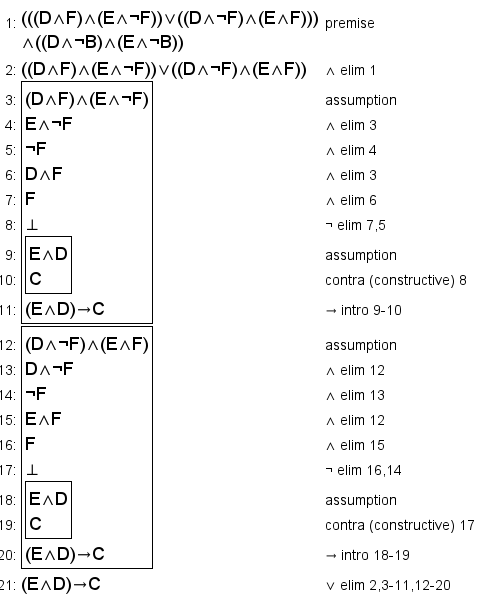 1: (((D∧F)∧(E∧¬F))∨((D∧¬F)∧(E∧F))) premise
∧((D∧¬B)∧(E∧¬B))
2: ((D∧F)∧(E∧¬F))∨((D∧¬F)∧(E∧F)) ∧ elim 1
3: (D∧F)∧(E∧¬F) assumption
4: E∧¬F ∧ elim 3
5: ¬F ∧ elim 4
6: D∧F ∧ elim 3
7: F ∧ elim 6
8: ⊥ ¬ elim 7,5
9: E∧D assumption
10: C contra (constructive) 8
11: (E∧D)→C → intro 9-10
12: (D∧¬F)∧(E∧F) assumption
13: D∧¬F ∧ elim 12
14: ¬F ∧ elim 13
15: E∧F ∧ elim 12
16: F ∧ elim 15
17: ⊥ ¬ elim 16,14
18: E∧D assumption
19: C contra (constructive) 17
20: (E∧D)→C → intro 18-19
21: (E∧D)→C ∨ elim 2,3-11,12-20